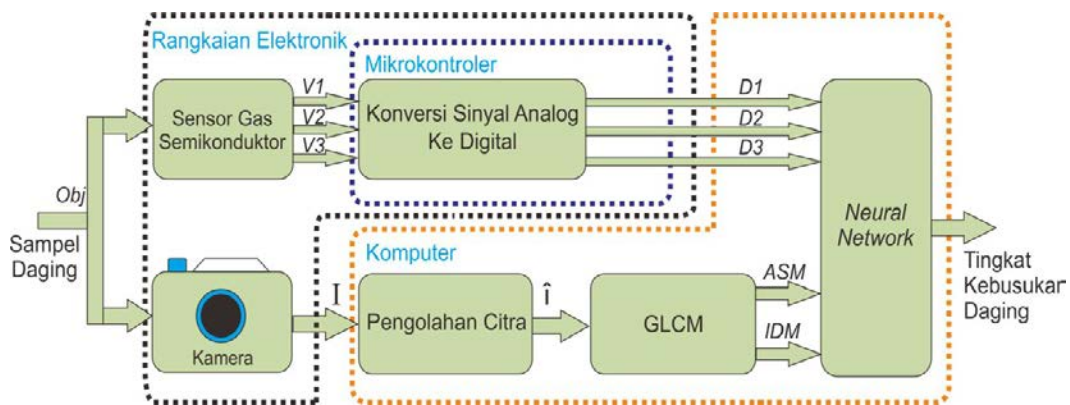 Rangkaian Elektronik
Mikrokontroler
Sensor Gas
Semikonduktor
V1
V2
V3
Konversi Sinyal Analog
Ke Digital
D1
D2
D3
Obj
Sampel
Daging
Neural
Network
Tingkat
Kebusukan
Daging
Komputer
Kamera
I
Pengolahan Citra
Î
GLCM
ASM
IDM